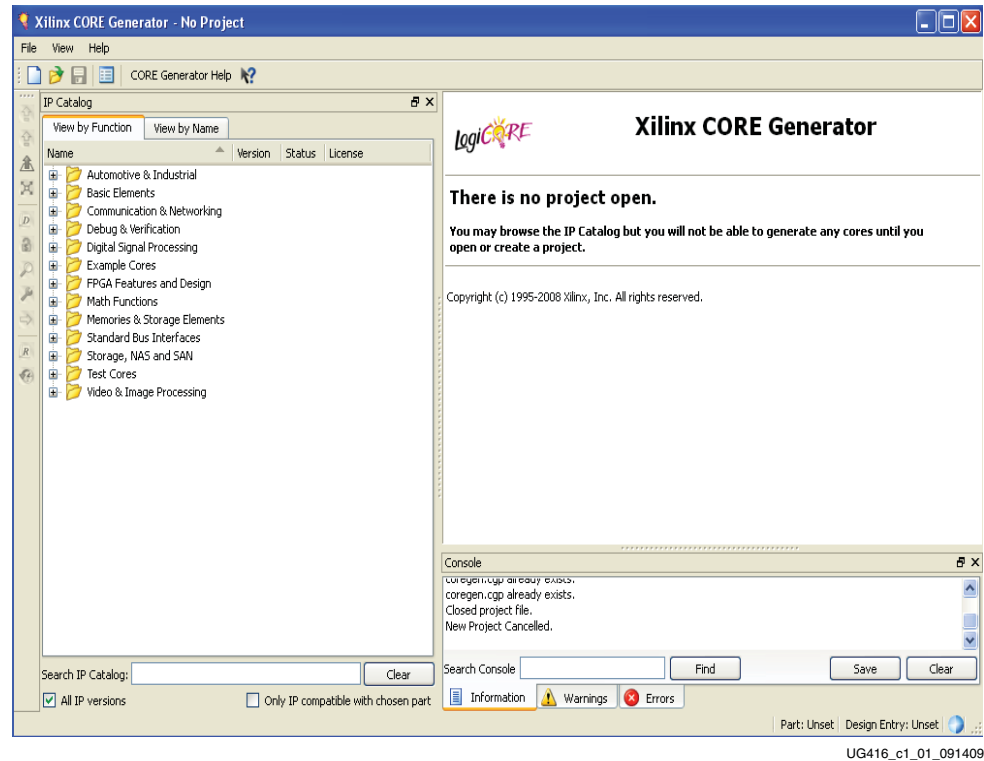 Xilinx CORE Generator - No Project
File View Help
CORE Generator Help
IP Catalog
View by Function View by Name
Name Version Status License
Automotive & Industrial
Basic Elements
Communication & Networking
Debug & Verification
Digital Signal Processing
Example Cores
FPGA Features and Design
Math Functions
Memories & Storage Elements
Standard Bus Interfaces
Storage, NAS and SAN
Test Cores
Video & Image Processing
Search IP Catalog: Clear
All IP versions Only IP compatible with chosen part
logiCORE Xilinx CORE Generator
There is no project open.
You may browse the IP Catalog but you will not be able to generate any cores until you
open or create a project.
Copyright (c) 1995-2008 Xilinx, Inc. All rights reserved.
Console
coregen.cgp already exists.
coregen.cgp already exists.
Closed project file.
New Project Cancelled.
Search Console Find Save Clear
Information Warnings Errors
Part: Unset Design Entry: Unset
UG416_c1_01_091409